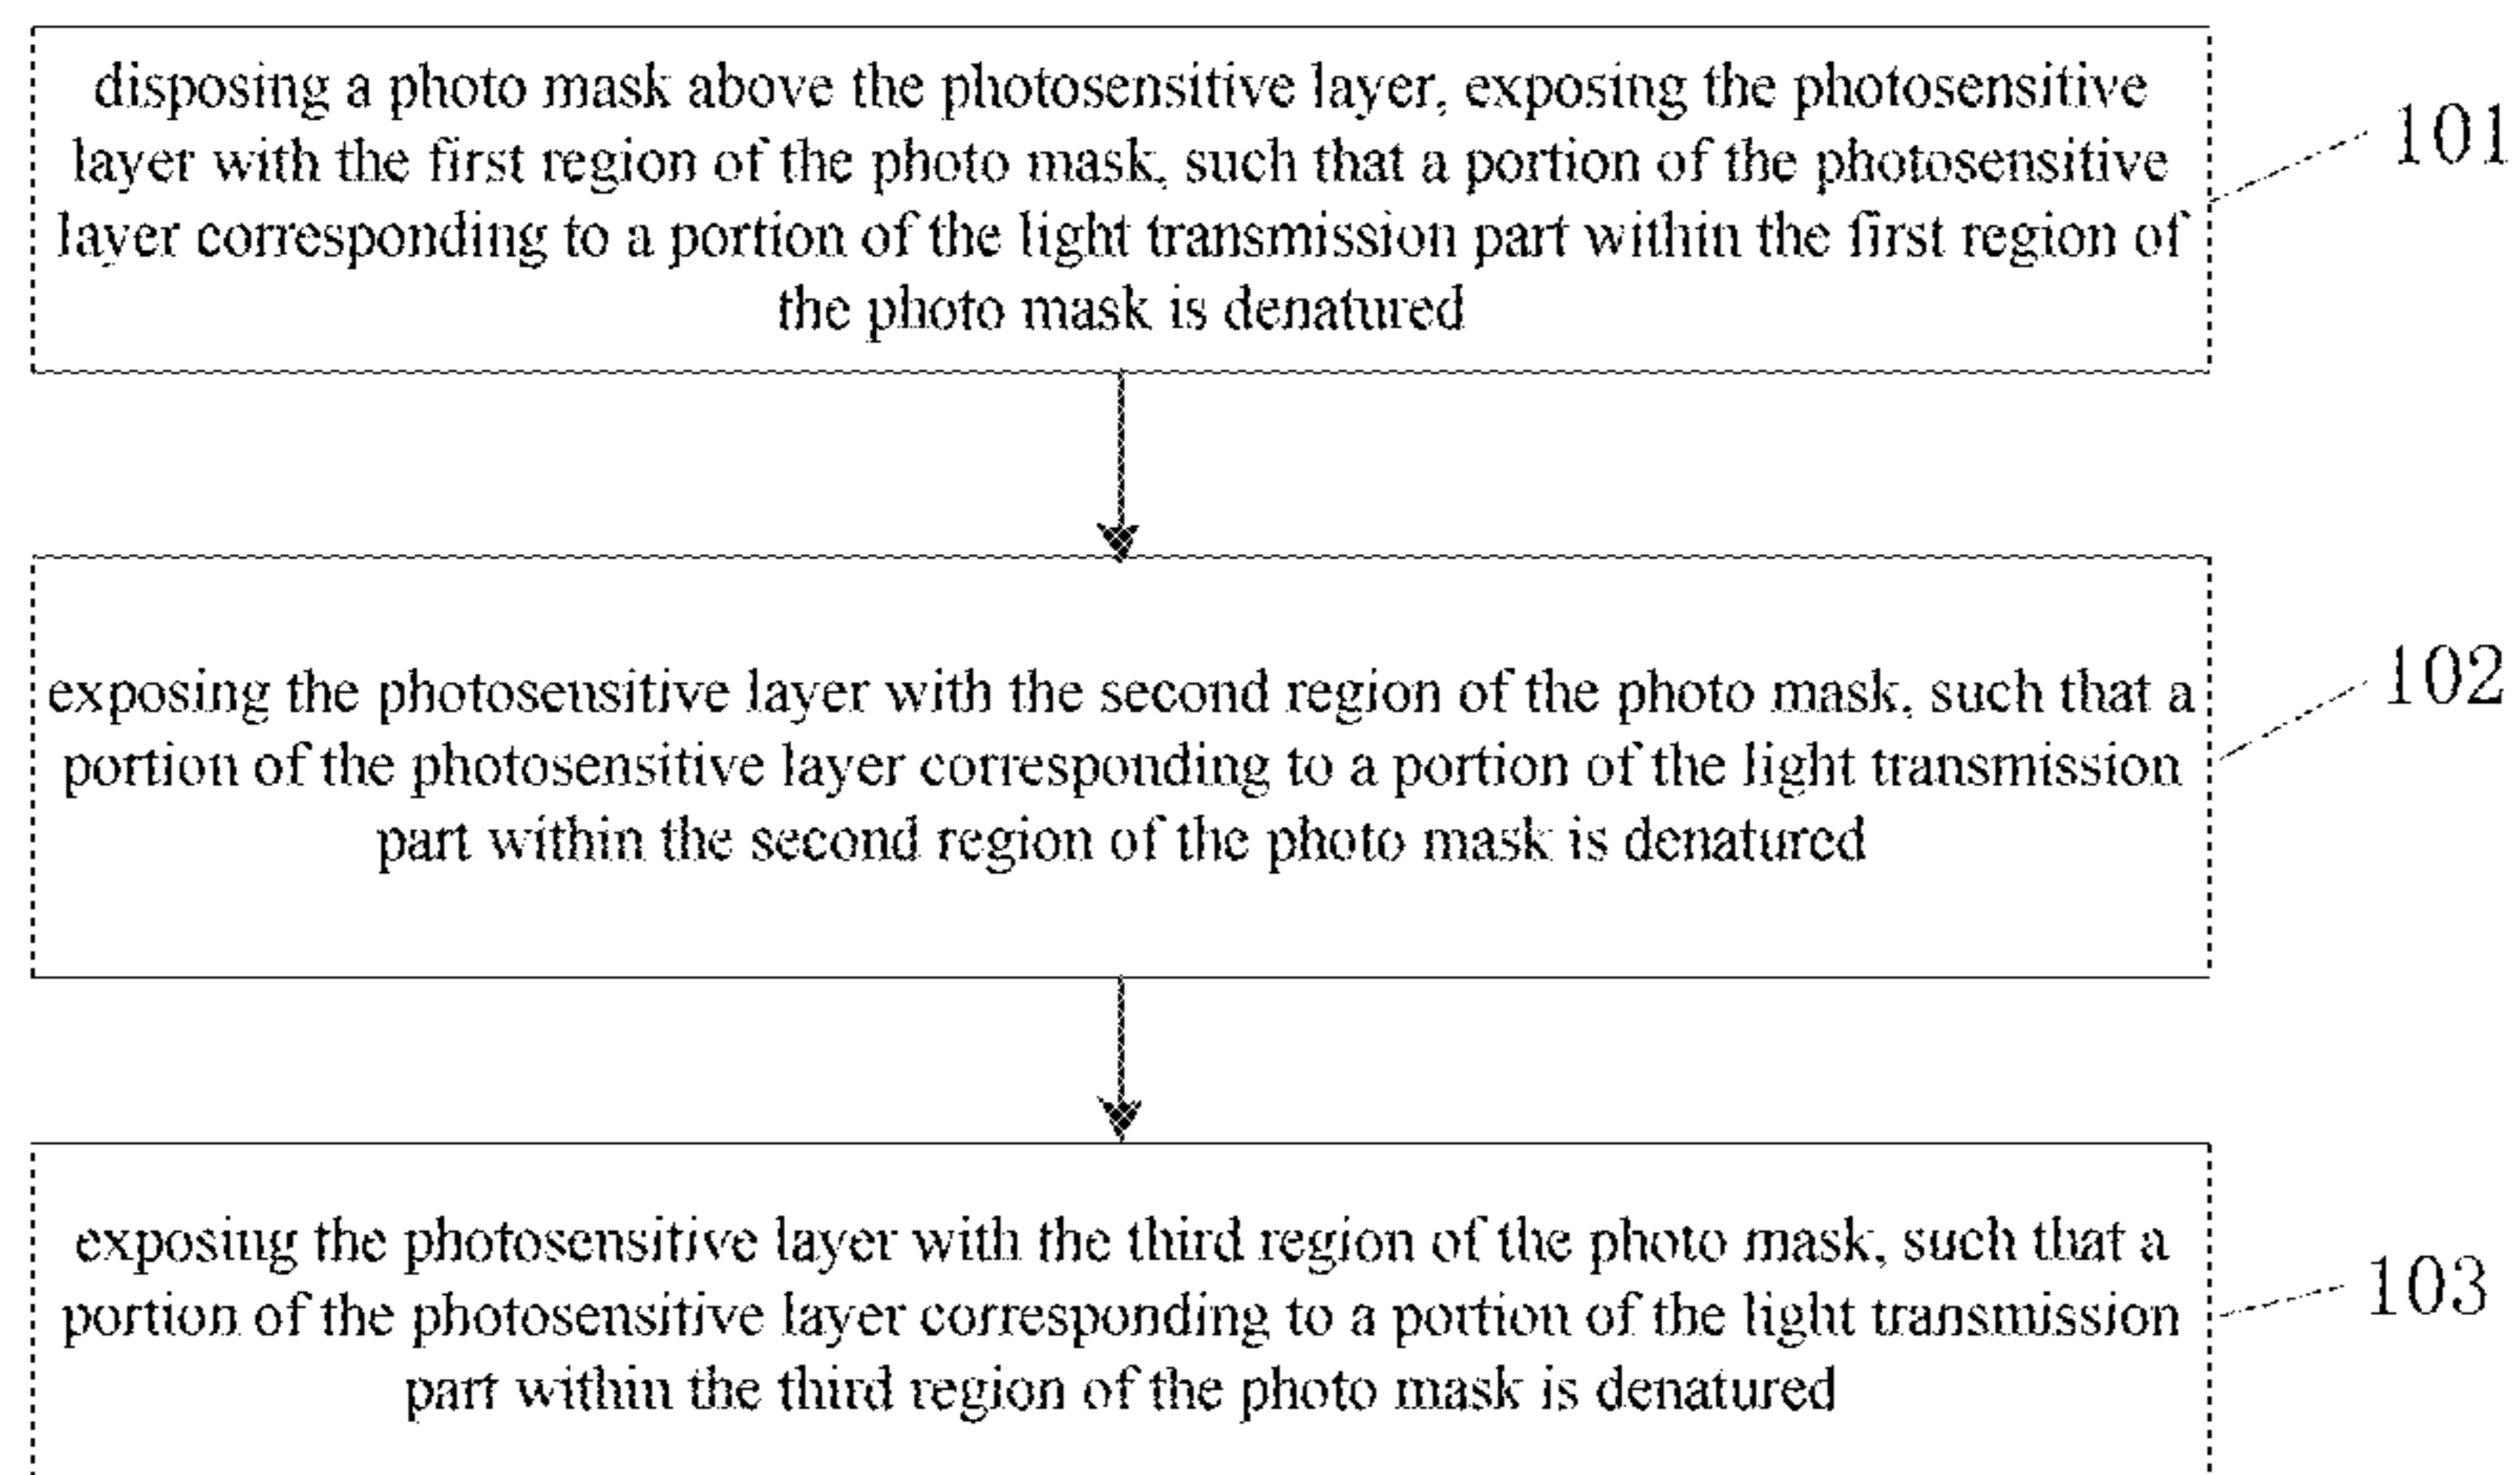 disposing a photo mask above the photosensitive layer, exposing the photosensitive
layer with the first region of the photo mask, such that a portion of the photosensitive
layer corresponding to a portion of the light transmission part within the first region of
the photo mask is denatured
101
exposing the photosensitive layer with the second region of the photo mask, such that a
portion of the photosensitive layer corresponding to a portion of the light transmission
part within the second region of the photo mask is denatured
102
exposing the photosensitive layer with the third region of the photo mask, such that a
portion of the photosensitive layer corresponding to a portion of the light transmission
part within the third region of the photo mask is denatured
103